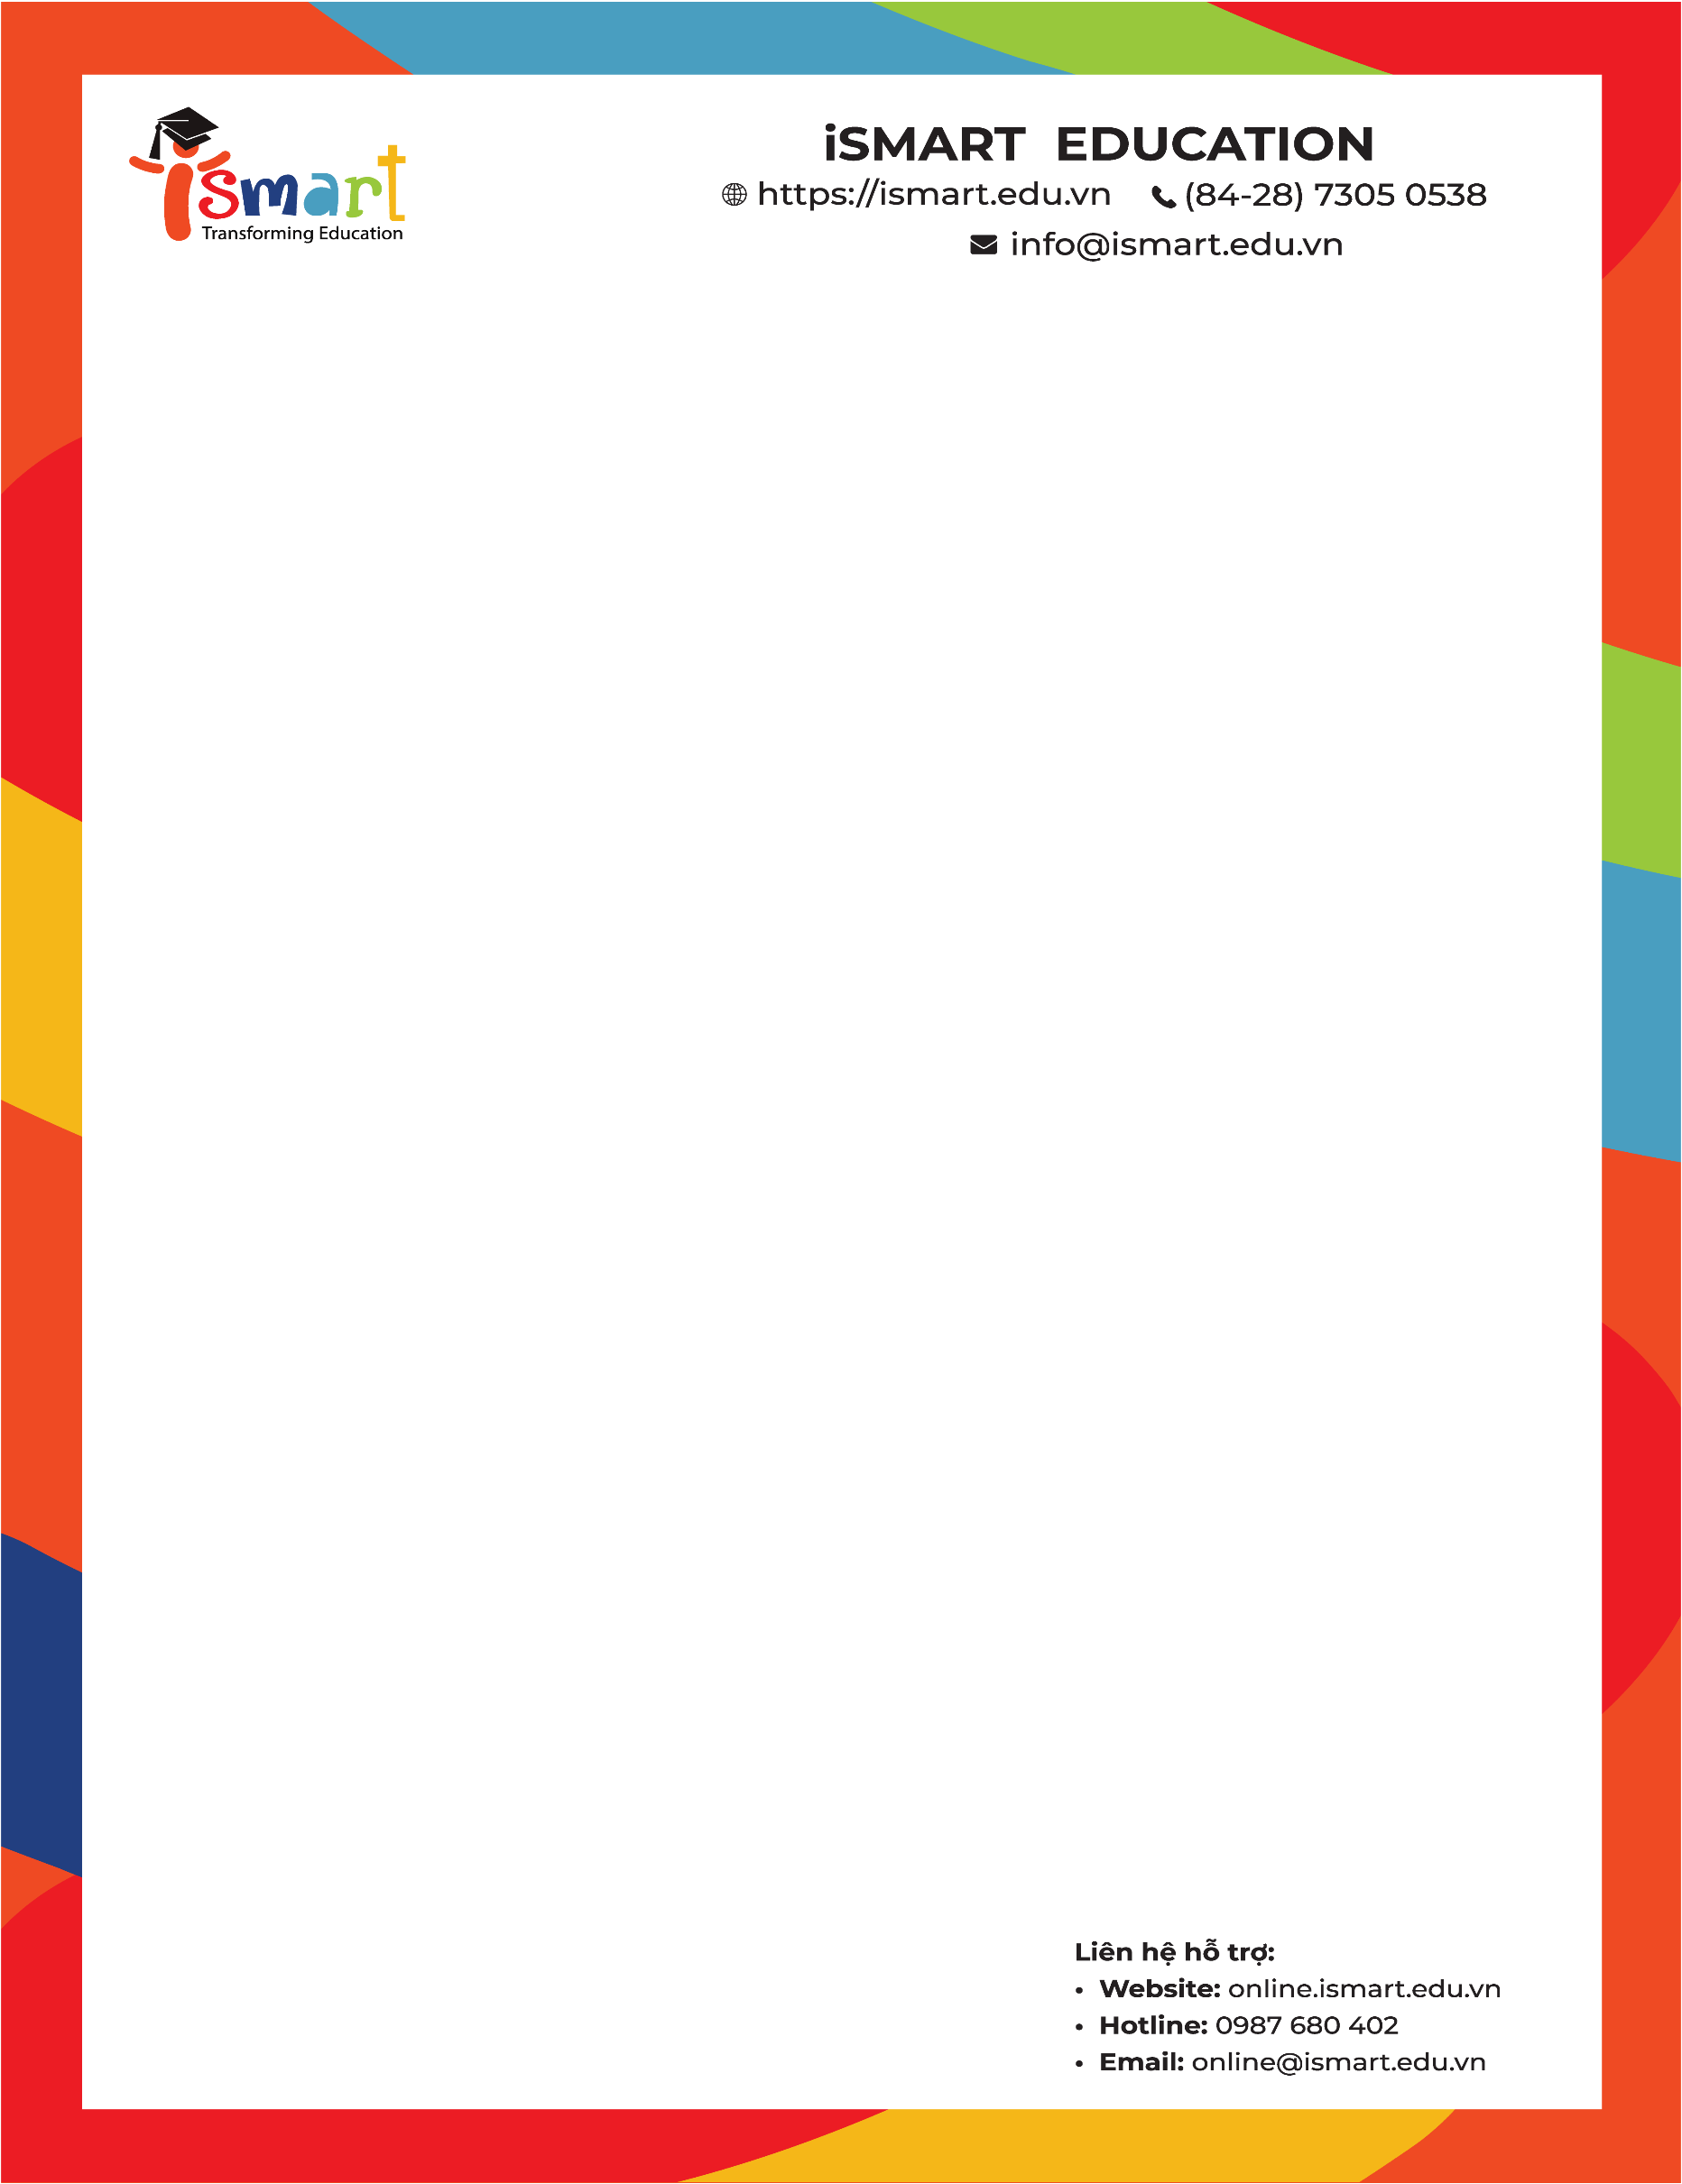 ismart
Transforming Education
iSMART EDUCATION
https://ismart.edu.vn (84-28) 7305 0538
info@ismart.edu.vn
Liên hệ hỗ trợ:
• Website: online.ismart.edu.vn
• Hotline: 0987 680 402
• Email: online@ismart.edu.vn